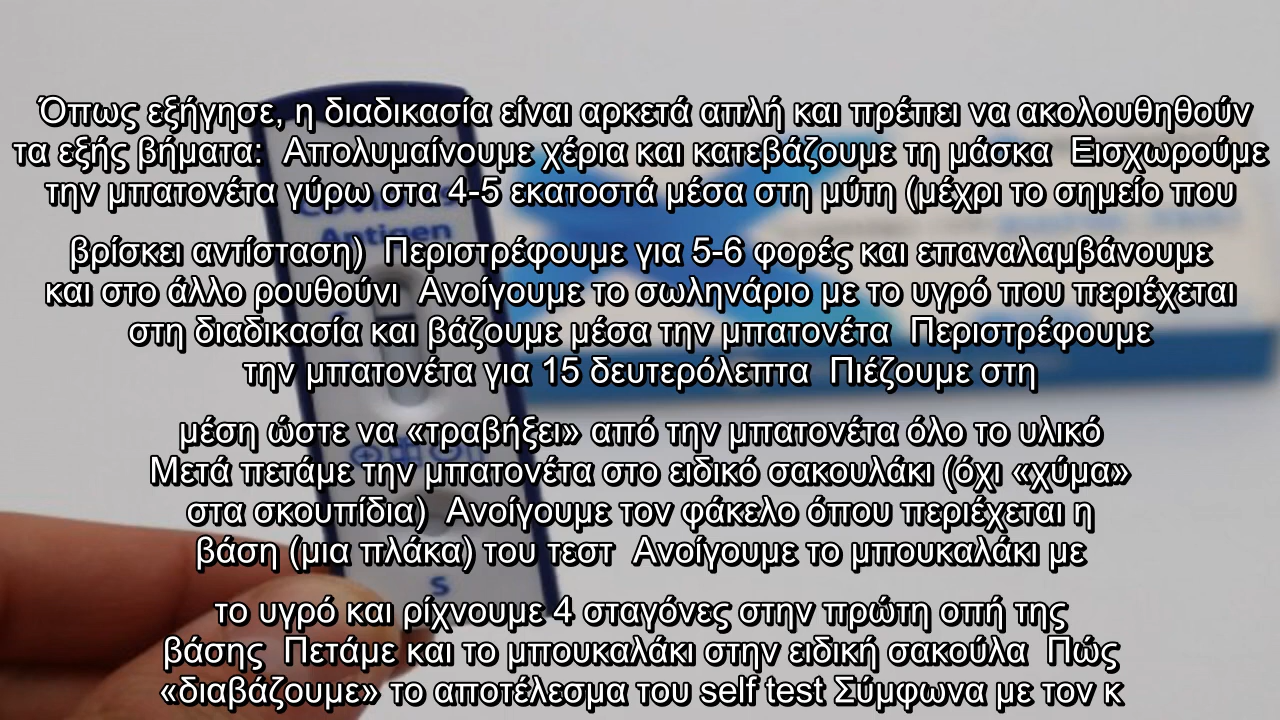 Όπως εξήγησε, η διαδικασία είναι αρκετά απλή και πρέπει να ακολουθηθούν
τα εξής βήματα:  Απολυμαίνουμε χέρια και κατεβάζουμε τη μάσκα  Εισχωρούμε
την μπατονέτα γύρω στα 4-5 εκατοστά μέσα στη μύτη (μέχρι το σημείο που
Antigen
βρίσκει αντίσταση)  Περιστρέφουμε για 5-6 φορές και επαναλαμβάνουμε
και στο άλλο ρουθούνι  Ανοίγουμε το σωληνάριο με το υγρό που περιέχεται
στη διαδικασία και βάζουμε μέσα την μπατονέτα  Περιστρέφουμε
την μπατονέτα για 15 δευτερόλεπτα  Πιέζουμε στη
μέση ώστε να «τραβήξει» από την μπατονέτα όλο το υλικό
Μετά πετάμε την μπατονέτα στο ειδικό σακουλάκι (όχι «χύμα»
στα σκουπίδια)  Ανοίγουμε τον φάκελο όπου περιέχεται η
βάση (μια πλάκα) του τεστ  Ανοίγουμε το μπουκαλάκι με
S
το υγρό και ρίχνουμε 4 σταγόνες στην πρώτη οπή της
βάσης  Πετάμε και το μπουκαλάκι στην ειδική σακούλα  Πώς
«διαβάζουμε» το αποτέλεσμα του self test Σύμφωνα με τον κ